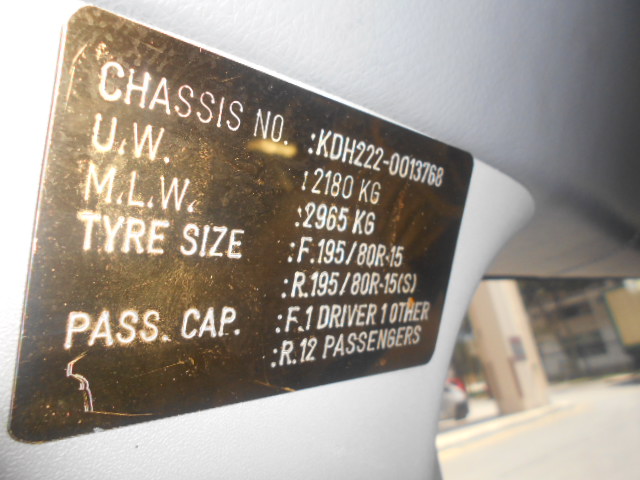 CHASSIS NO. :KDH222-0013768
U.W. :2180 KG
M.L.W. :2965 KG
TYRE SIZE :F.195/80R-15
:R.195/80R-15(S)
PASS. CAP. :F.1 DRIVER 1 OTHER
:R.12 PASSENGERS